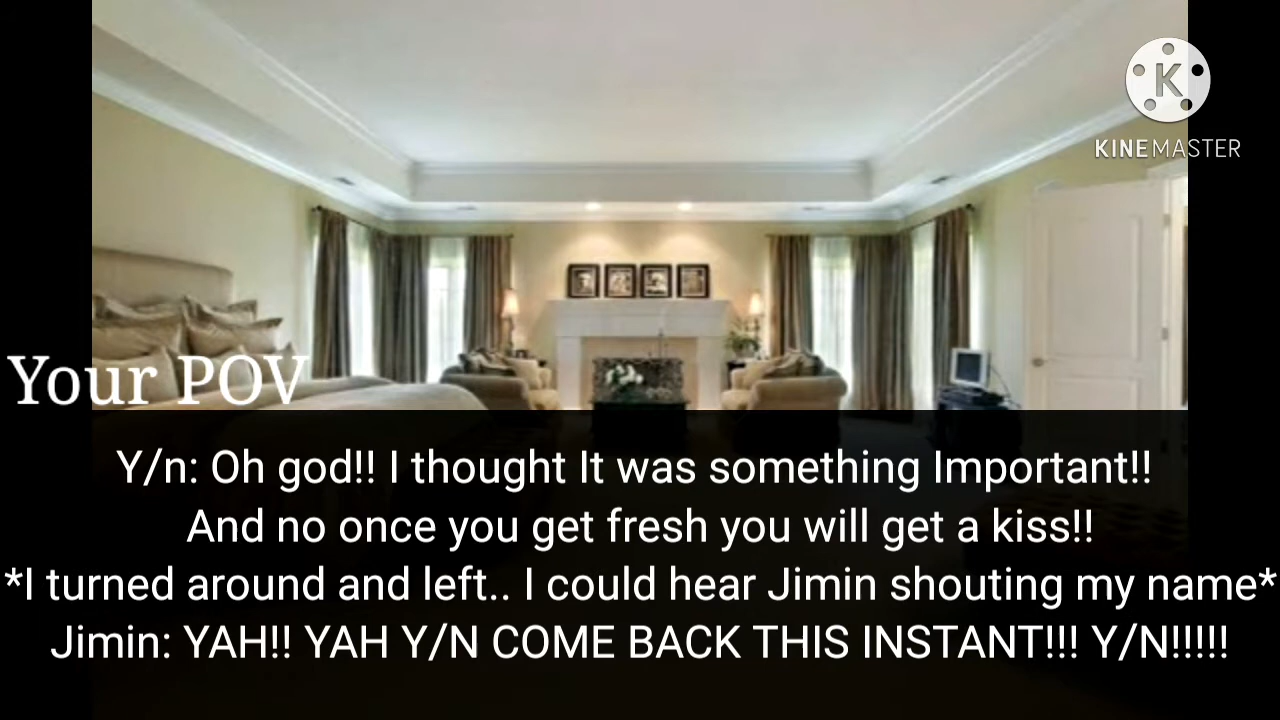 KINEMASTER
Your POV
Y/n: Oh god!! I thought It was something Important!!
And no once you get fresh you will get a kiss!!
*I turned around and left.. I could hear Jimin shouting my name*
Jimin: YAH!! YAH Y/N COME BACK THIS INSTANT!!! Y/N!!!!!